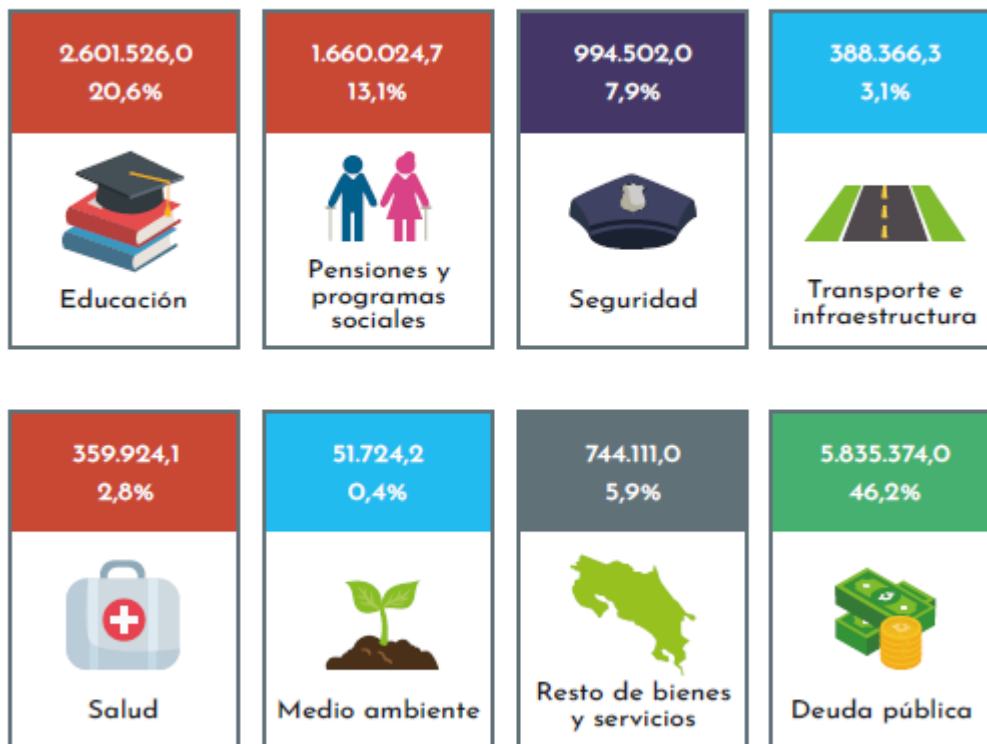 2.601.526,0
20,6%
Educación
1.660.024,7
13,1%
Pensiones y
programas
sociales
994.502,0
7,9%
Seguridad
388.366,3
3,1%
Transporte e
infraestructura
359.924,1
2,8%
Salud
51.724,2
0,4%
Medio ambiente
744.111,0
5,9%
Resto de bienes
y servicios
5.835.374,0
46,2%
Deuda pública